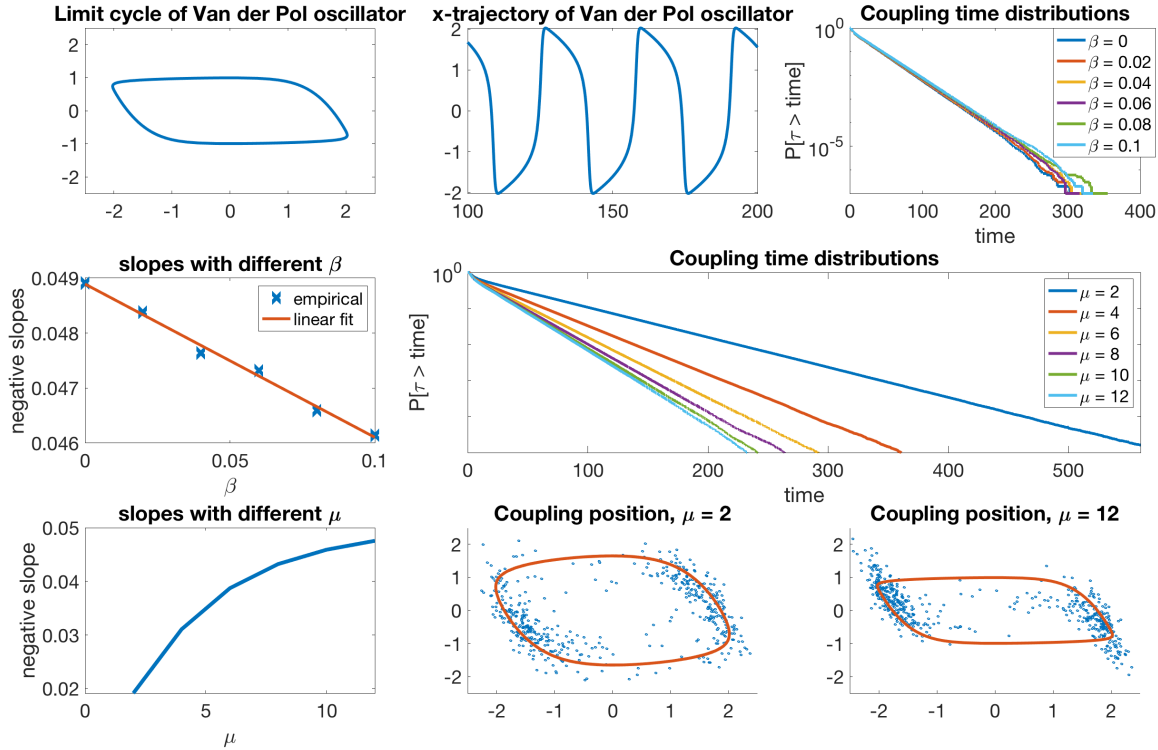 Limit cycle of Van der Pol oscillator
2
1
0
-1
-2
-2 -1 0 1 2
x-trajectory of Van der Pol oscillator
2
1
0
-1
-2
100 150 200
Coupling time distributions
P[τ > time]
10^0
10^-5
0 100 200 300 400
time
β = 0
β = 0.02
β = 0.04
β = 0.06
β = 0.08
β = 0.1
slopes with different β
negative slopes
0.049
0.048
0.047
0.046
0 0.05 0.1
β
empirical
linear fit
Coupling time distributions
P[τ > time]
10^0
0 100 200 300 400 500
time
μ = 2
μ = 4
μ = 6
μ = 8
μ = 10
μ = 12
slopes with different μ
negative slope
0.05
0.04
0.03
0.02
0 5 10
μ
Coupling position, μ = 2
2
1
0
-1
-2
-2 -1 0 1 2
Coupling position, μ = 12
2
1
0
-1
-2
-2 -1 0 1 2